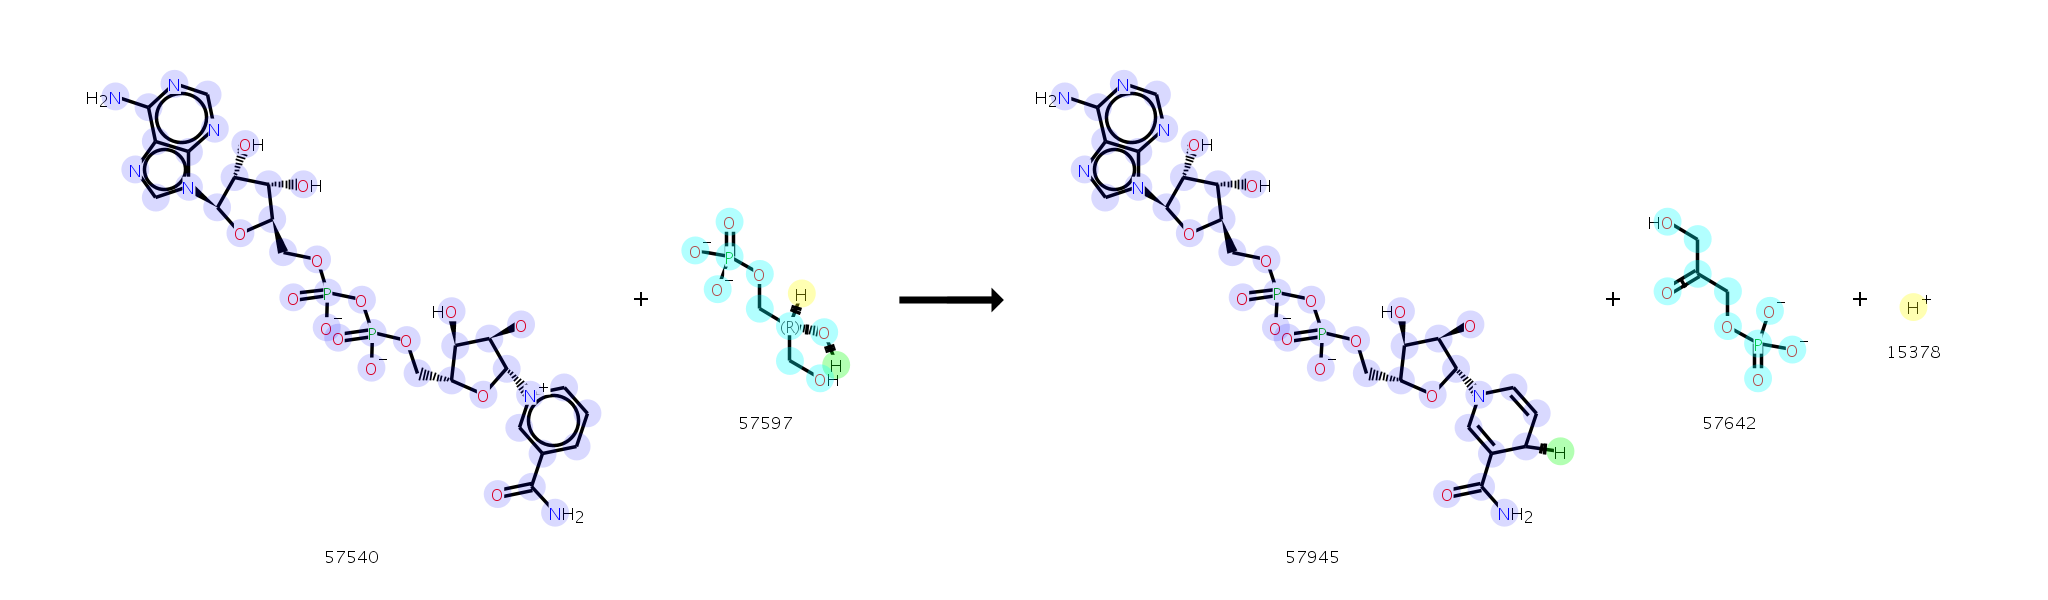 H2N N N N N OH OH O O O P O O− O P O O− O HO O O N+ O NH2
57540
+
O O− P O− O H (R) O H OH
57597
H2N N N N N OH OH O O O P O O− O P O O− O HO O O N H O NH2
57945
+
HO O O P O− O− O
57642
+
H+
15378